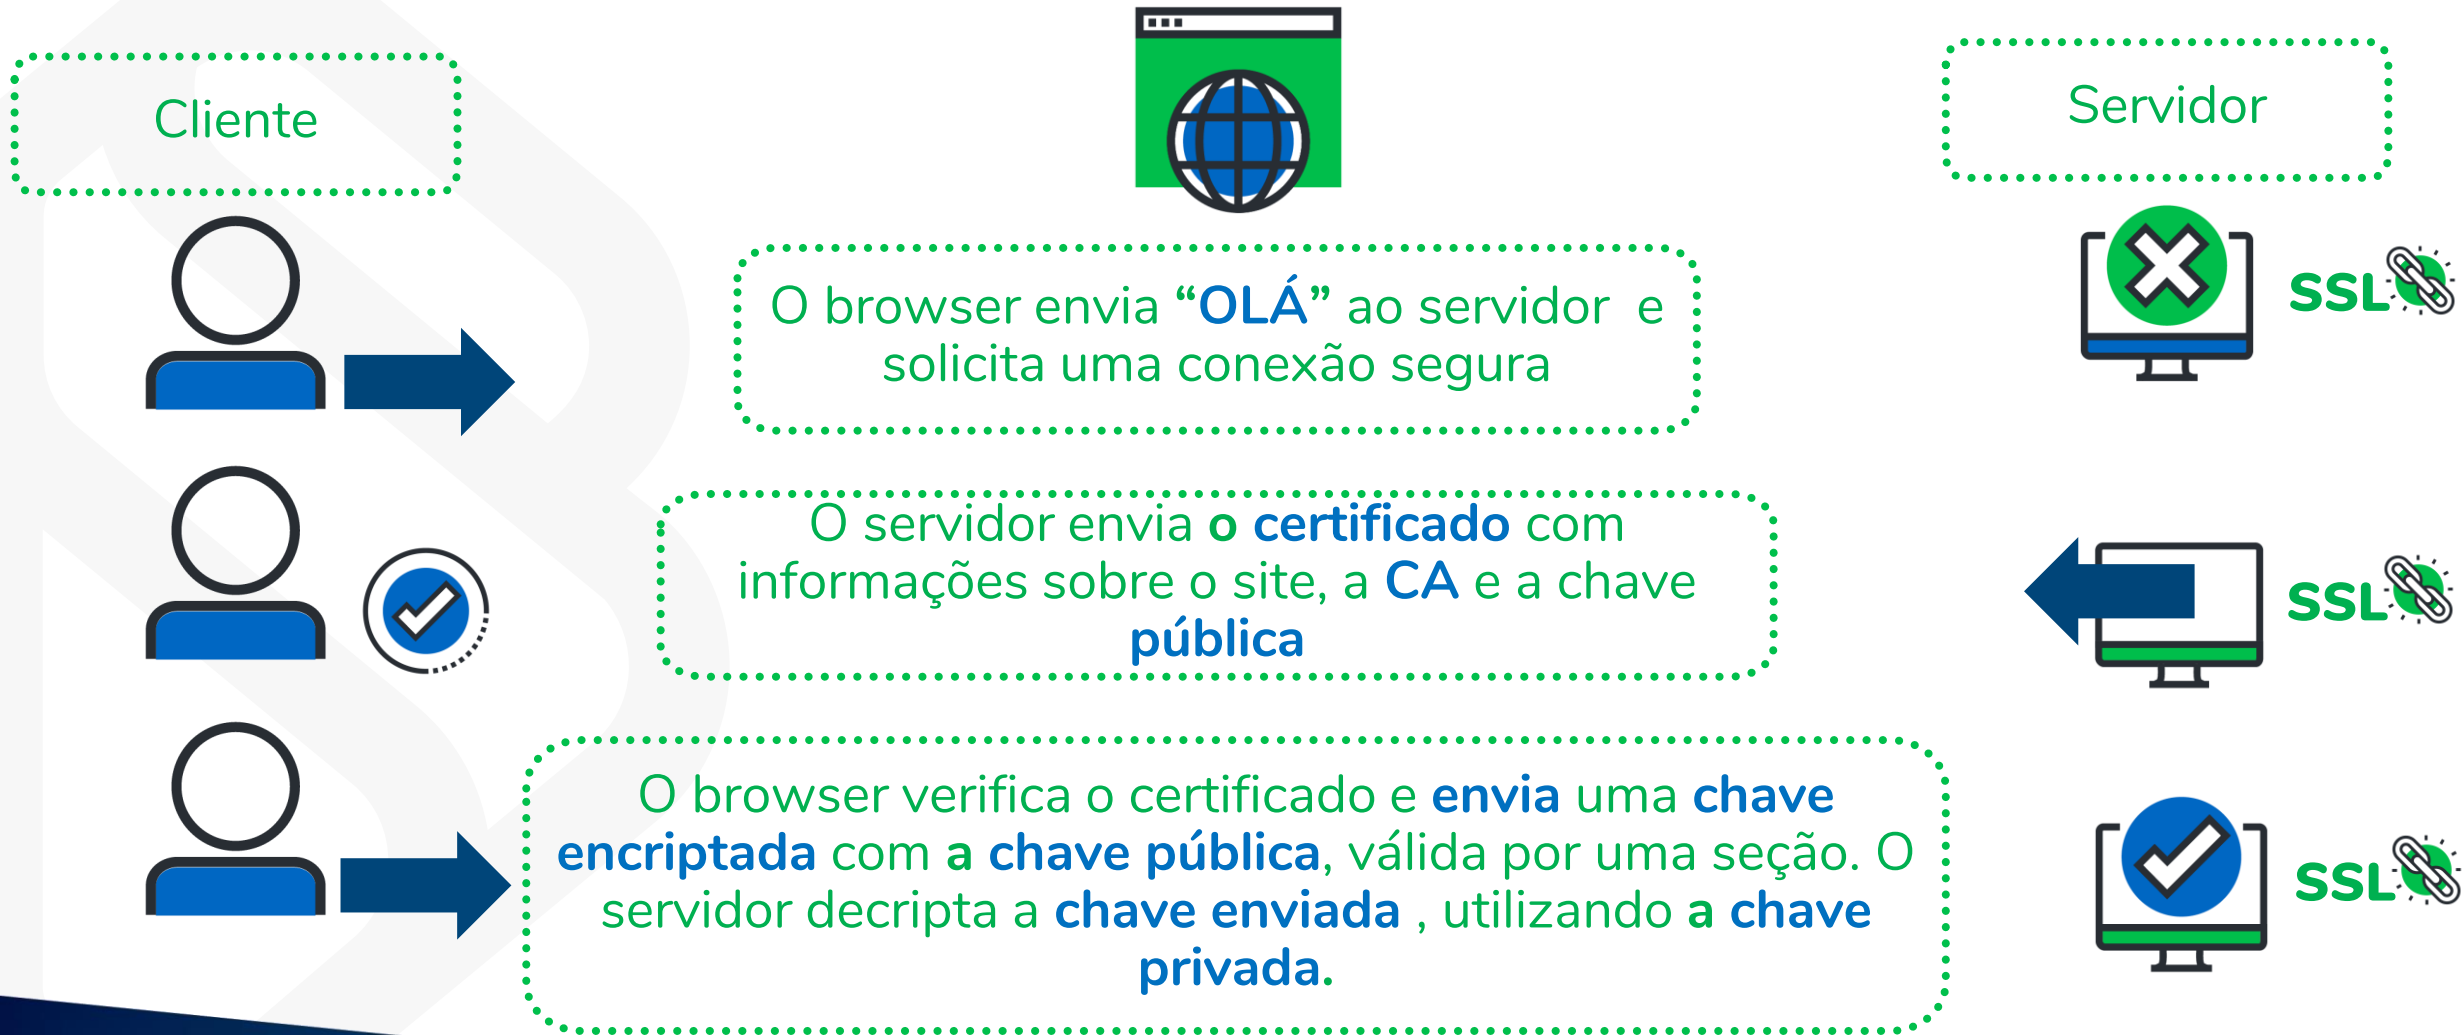 Cliente
Servidor
O browser envia “OLÁ” ao servidor e
solicita uma conexão segura
SSL
O servidor envia o certificado com
informações sobre o site, a CA e a chave
pública
SSL
O browser verifica o certificado e envia uma chave
encriptada com a chave pública, válida por uma seção. O
servidor decripta a chave enviada , utilizando a chave
privada.
SSL